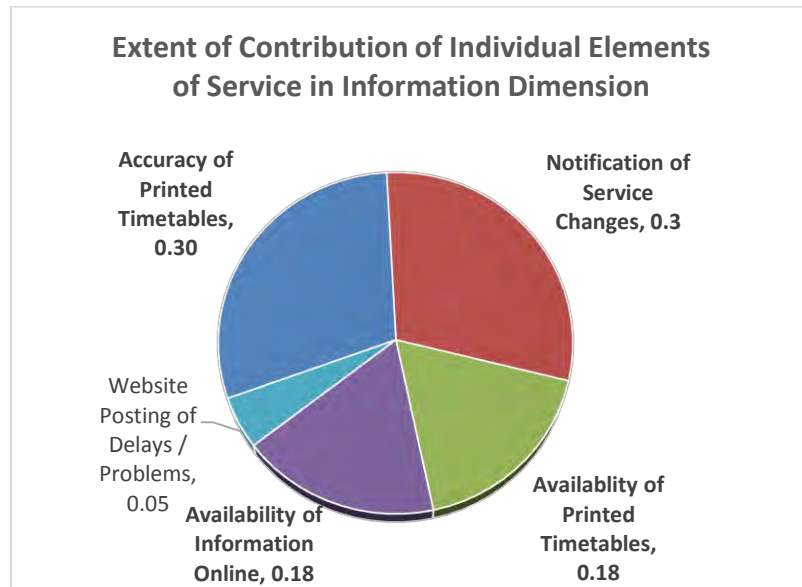 Extent of Contribution of Individual Elements
of Service in Information Dimension
Accuracy of
Printed
Timetables,
0.30
Notification of
Service
Changes, 0.3
Website
Posting of
Delays /
Problems,
0.05
Availability of
Information
Online, 0.18
Availablity of
Printed
Timetables,
0.18